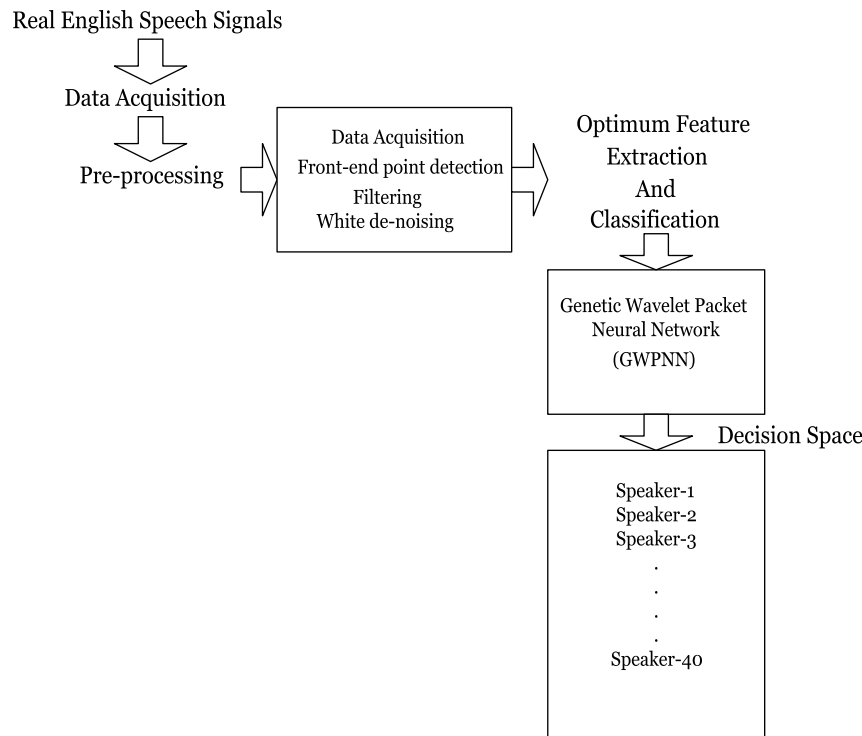 Real English Speech Signals
Data Acquisition
Pre-processing
Data Acquisition
Front-end point detection
Filtering
White de-noising
Optimum Feature
Extraction
And
Classification
Genetic Wavelet Packet
Neural Network
(GWPNN)
Decision Space
Speaker-1
Speaker-2
Speaker-3
.
.
.
.
Speaker-40